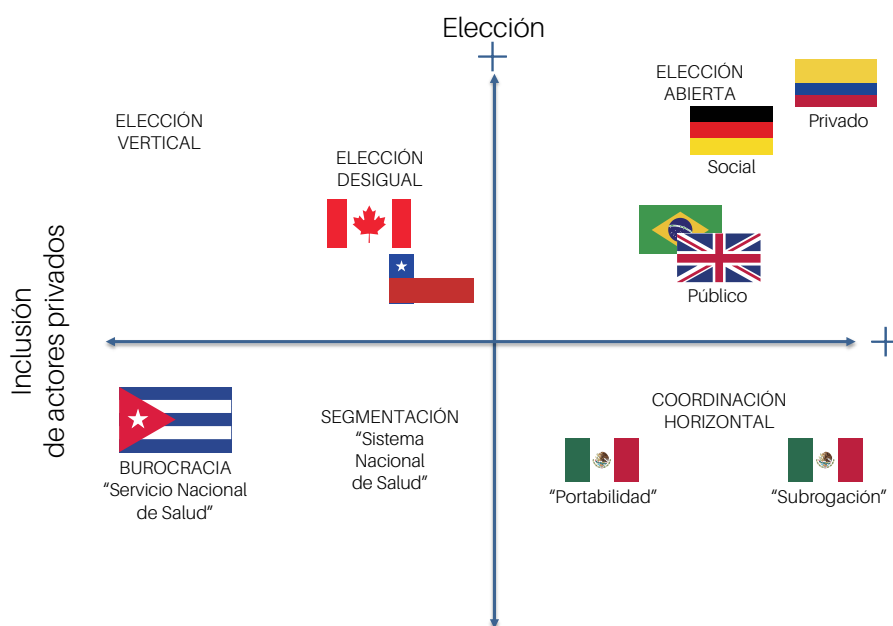 Elección
ELECCIÓN
ABIERTA
Privado
Social
ELECCIÓN
VERTICAL
ELECCIÓN
DESIGUAL
Público
Inclusión
de actores privados
BUROCRACIA
“Servicio Nacional
de Salud”
SEGMENTACIÓN
“Sistema
Nacional
de Salud”
COORDINACIÓN
HORIZONTAL
“Portabilidad”
“Subrogación”